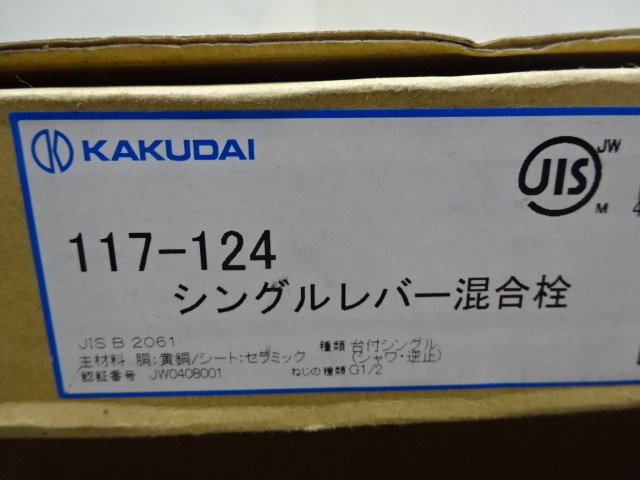 KAKUDAI
JIS
JW
M
4
117-124
シングルレバー混合栓
JIS B 2061
種類 台付シングル
(シャワ・逆止)
主材料 胴:黄銅/シート:セラミック
認証番号 JW0408001
ねじの種類 G1/2